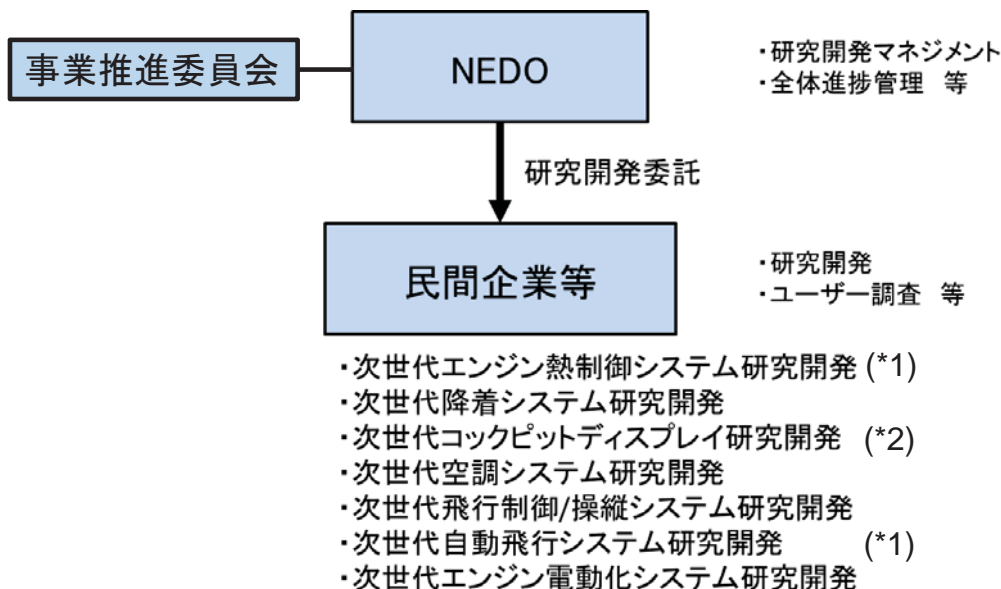 事業推進委員会
NEDO
・研究開発マネジメント
・全体進捗管理 等
研究開発委託
民間企業等
・研究開発
・ユーザー調査 等
・次世代エンジン熱制御システム研究開発 (*1)
・次世代降着システム研究開発
・次世代コックピットディスプレイ研究開発 (*2)
・次世代空調システム研究開発
・次世代飛行制御/操縦システム研究開発
・次世代自動飛行システム研究開発 (*1)
・次世代エンジン電動化システム研究開発